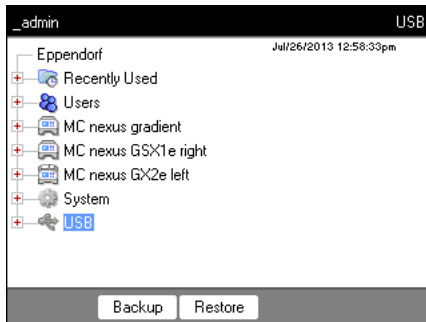 _admin USB
Jul/26/2013 12:58:33pm
Eppendorf
Recently Used
Users
MC nexus gradient
MC nexus GSX1e right
MC nexus GX2e left
System
USB
Backup Restore